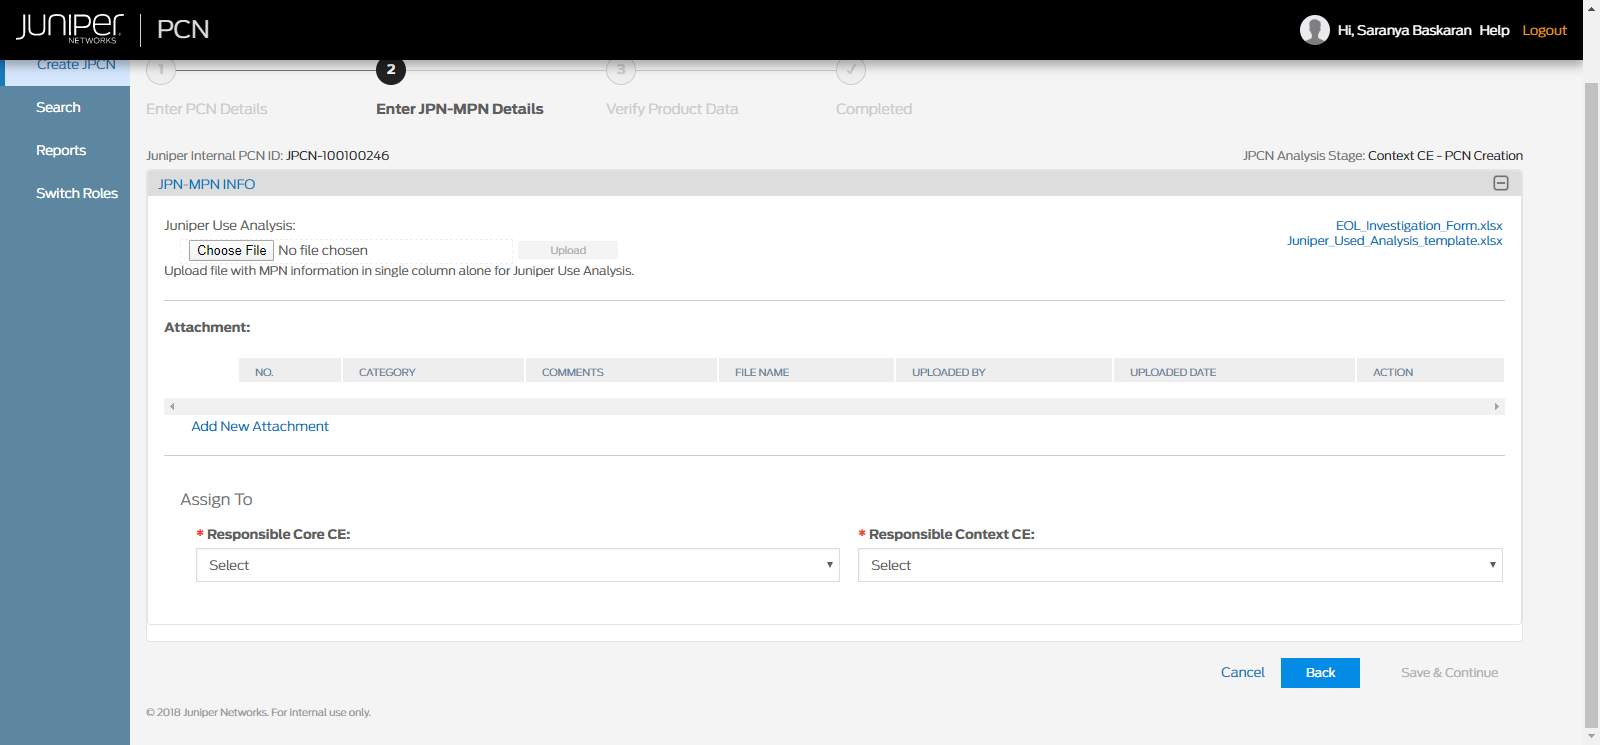 JUNIPER NETWORKS PCN
Hi, Saranya Baskaran Help Logout
Create JPCN
Search
Reports
Switch Roles
1 2 3 ✓
Enter PCN Details Enter JPN-MPN Details Verify Product Data Completed
Juniper Internal PCN ID: JPCN-100100246 JPCN Analysis Stage: Context CE - PCN Creation
JPN-MPN INFO
Juniper Use Analysis:
EOL_Investigation_Form.xlsx
Juniper_Used_Analysis_template.xlsx
Choose File No file chosen Upload
Upload file with MPN information in single column alone for Juniper Use Analysis.
Attachment:
NO. CATEGORY COMMENTS FILE NAME UPLOADED BY UPLOADED DATE ACTION
Add New Attachment
Assign To
* Responsible Core CE: * Responsible Context CE:
Select Select
Cancel Back Save & Continue
© 2018 Juniper Networks. For internal use only.